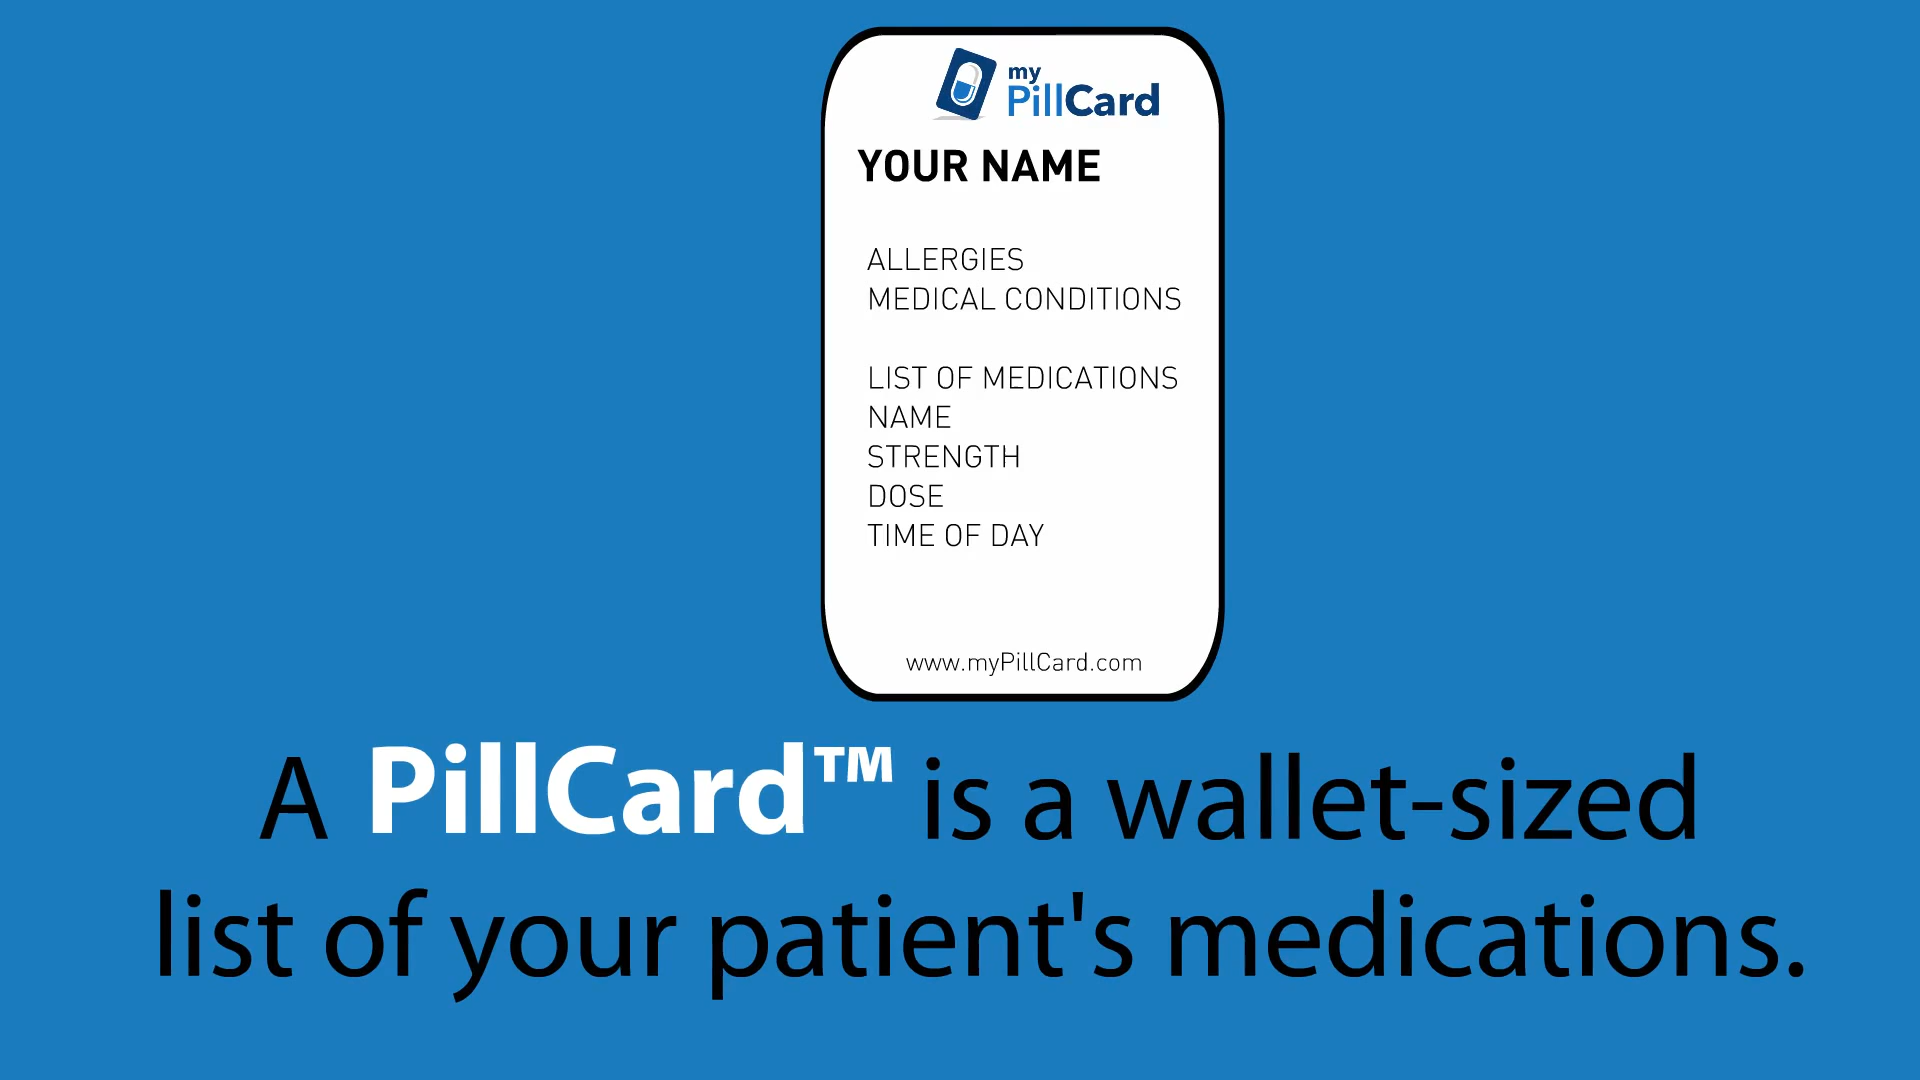 my
PillCard
YOUR NAME
ALLERGIES
MEDICAL CONDITIONS
LIST OF MEDICATIONS
NAME
STRENGTH
DOSE
TIME OF DAY
www.myPillCard.com
A PillCard™ is a wallet-sized
list of your patient's medications.